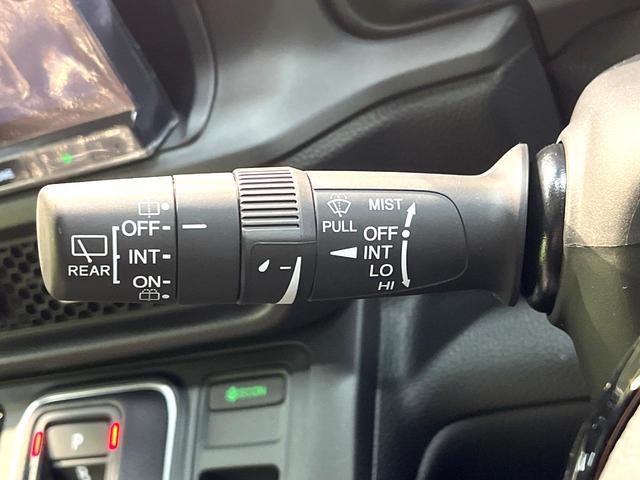 OFF
INT
ON
REAR
PULL
MIST
OFF
INT
LO
HI
ECON
P